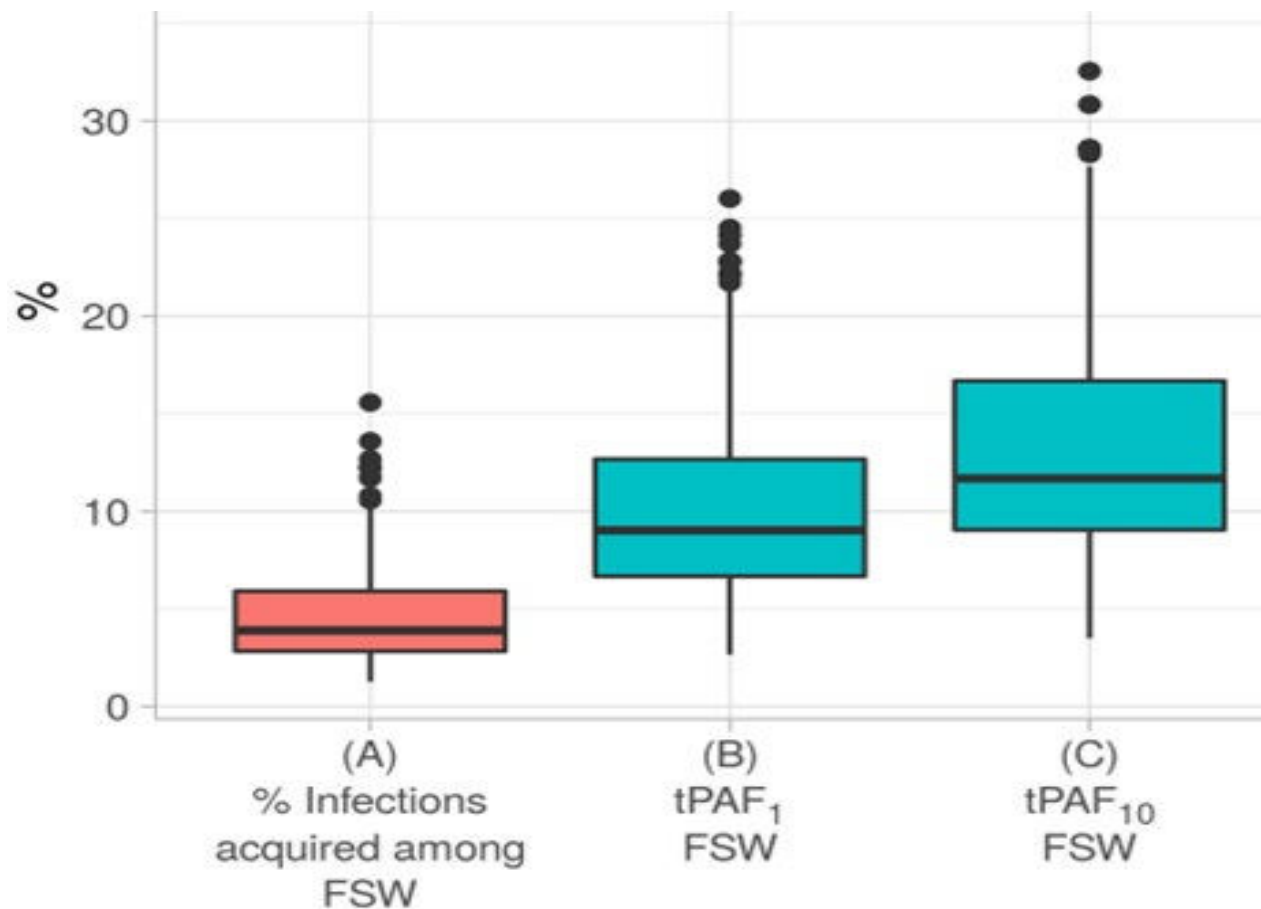 %
30
20
10
0
(A)
% Infections
acquired among
FSW
(B)
tPAF₁
FSW
(C)
tPAF₁₀
FSW